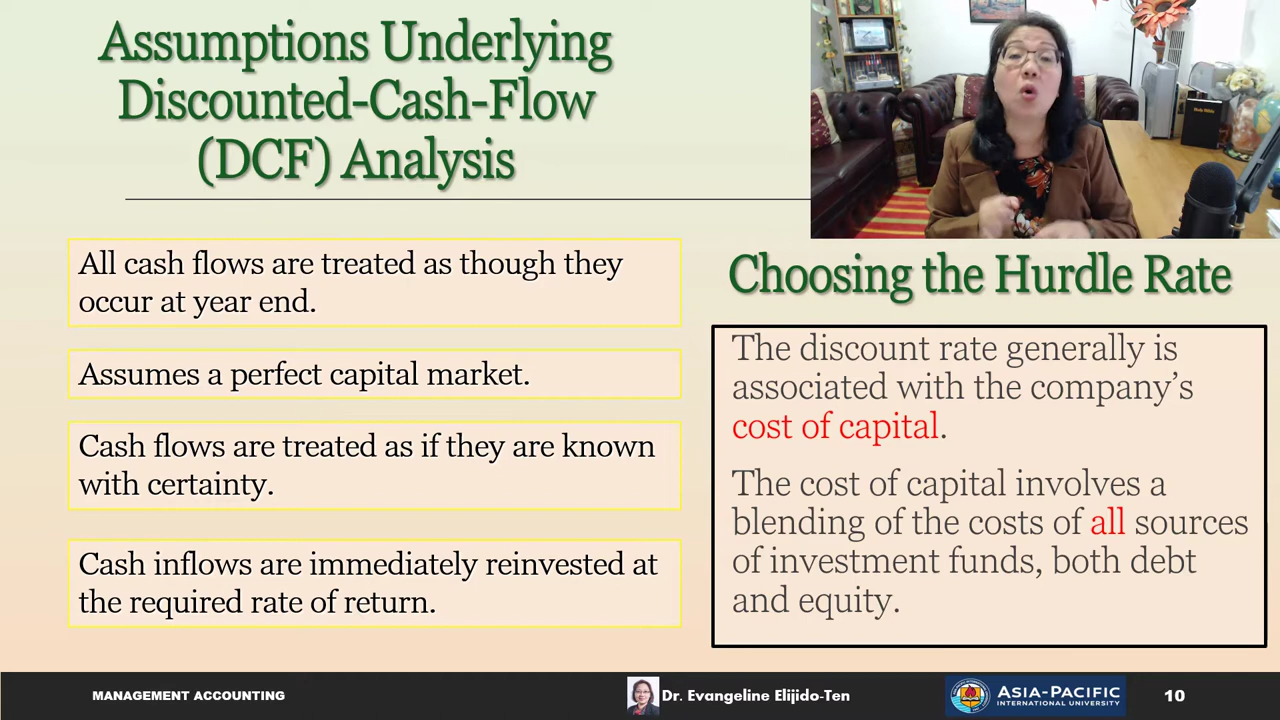 Assumptions Underlying
Discounted-Cash-Flow
(DCF) Analysis
All cash flows are treated as though they
occur at year end.
Assumes a perfect capital market.
Cash flows are treated as if they are known
with certainty.
Cash inflows are immediately reinvested at
the required rate of return.
Holy Bible
Choosing the Hurdle Rate
The discount rate generally is
associated with the company’s
cost of capital.
The cost of capital involves a
blending of the costs of all sources
of investment funds, both debt
and equity.
MANAGEMENT ACCOUNTING
Dr. Evangeline Elijido-Ten
ASIA-PACIFIC
INTERNATIONAL UNIVERSITY
10